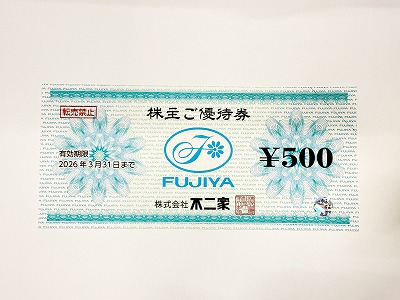 転売禁止
株主ご優待券
有効期限
2026年3月31日まで
F
FUJIYA
¥500
株式会社 不二家